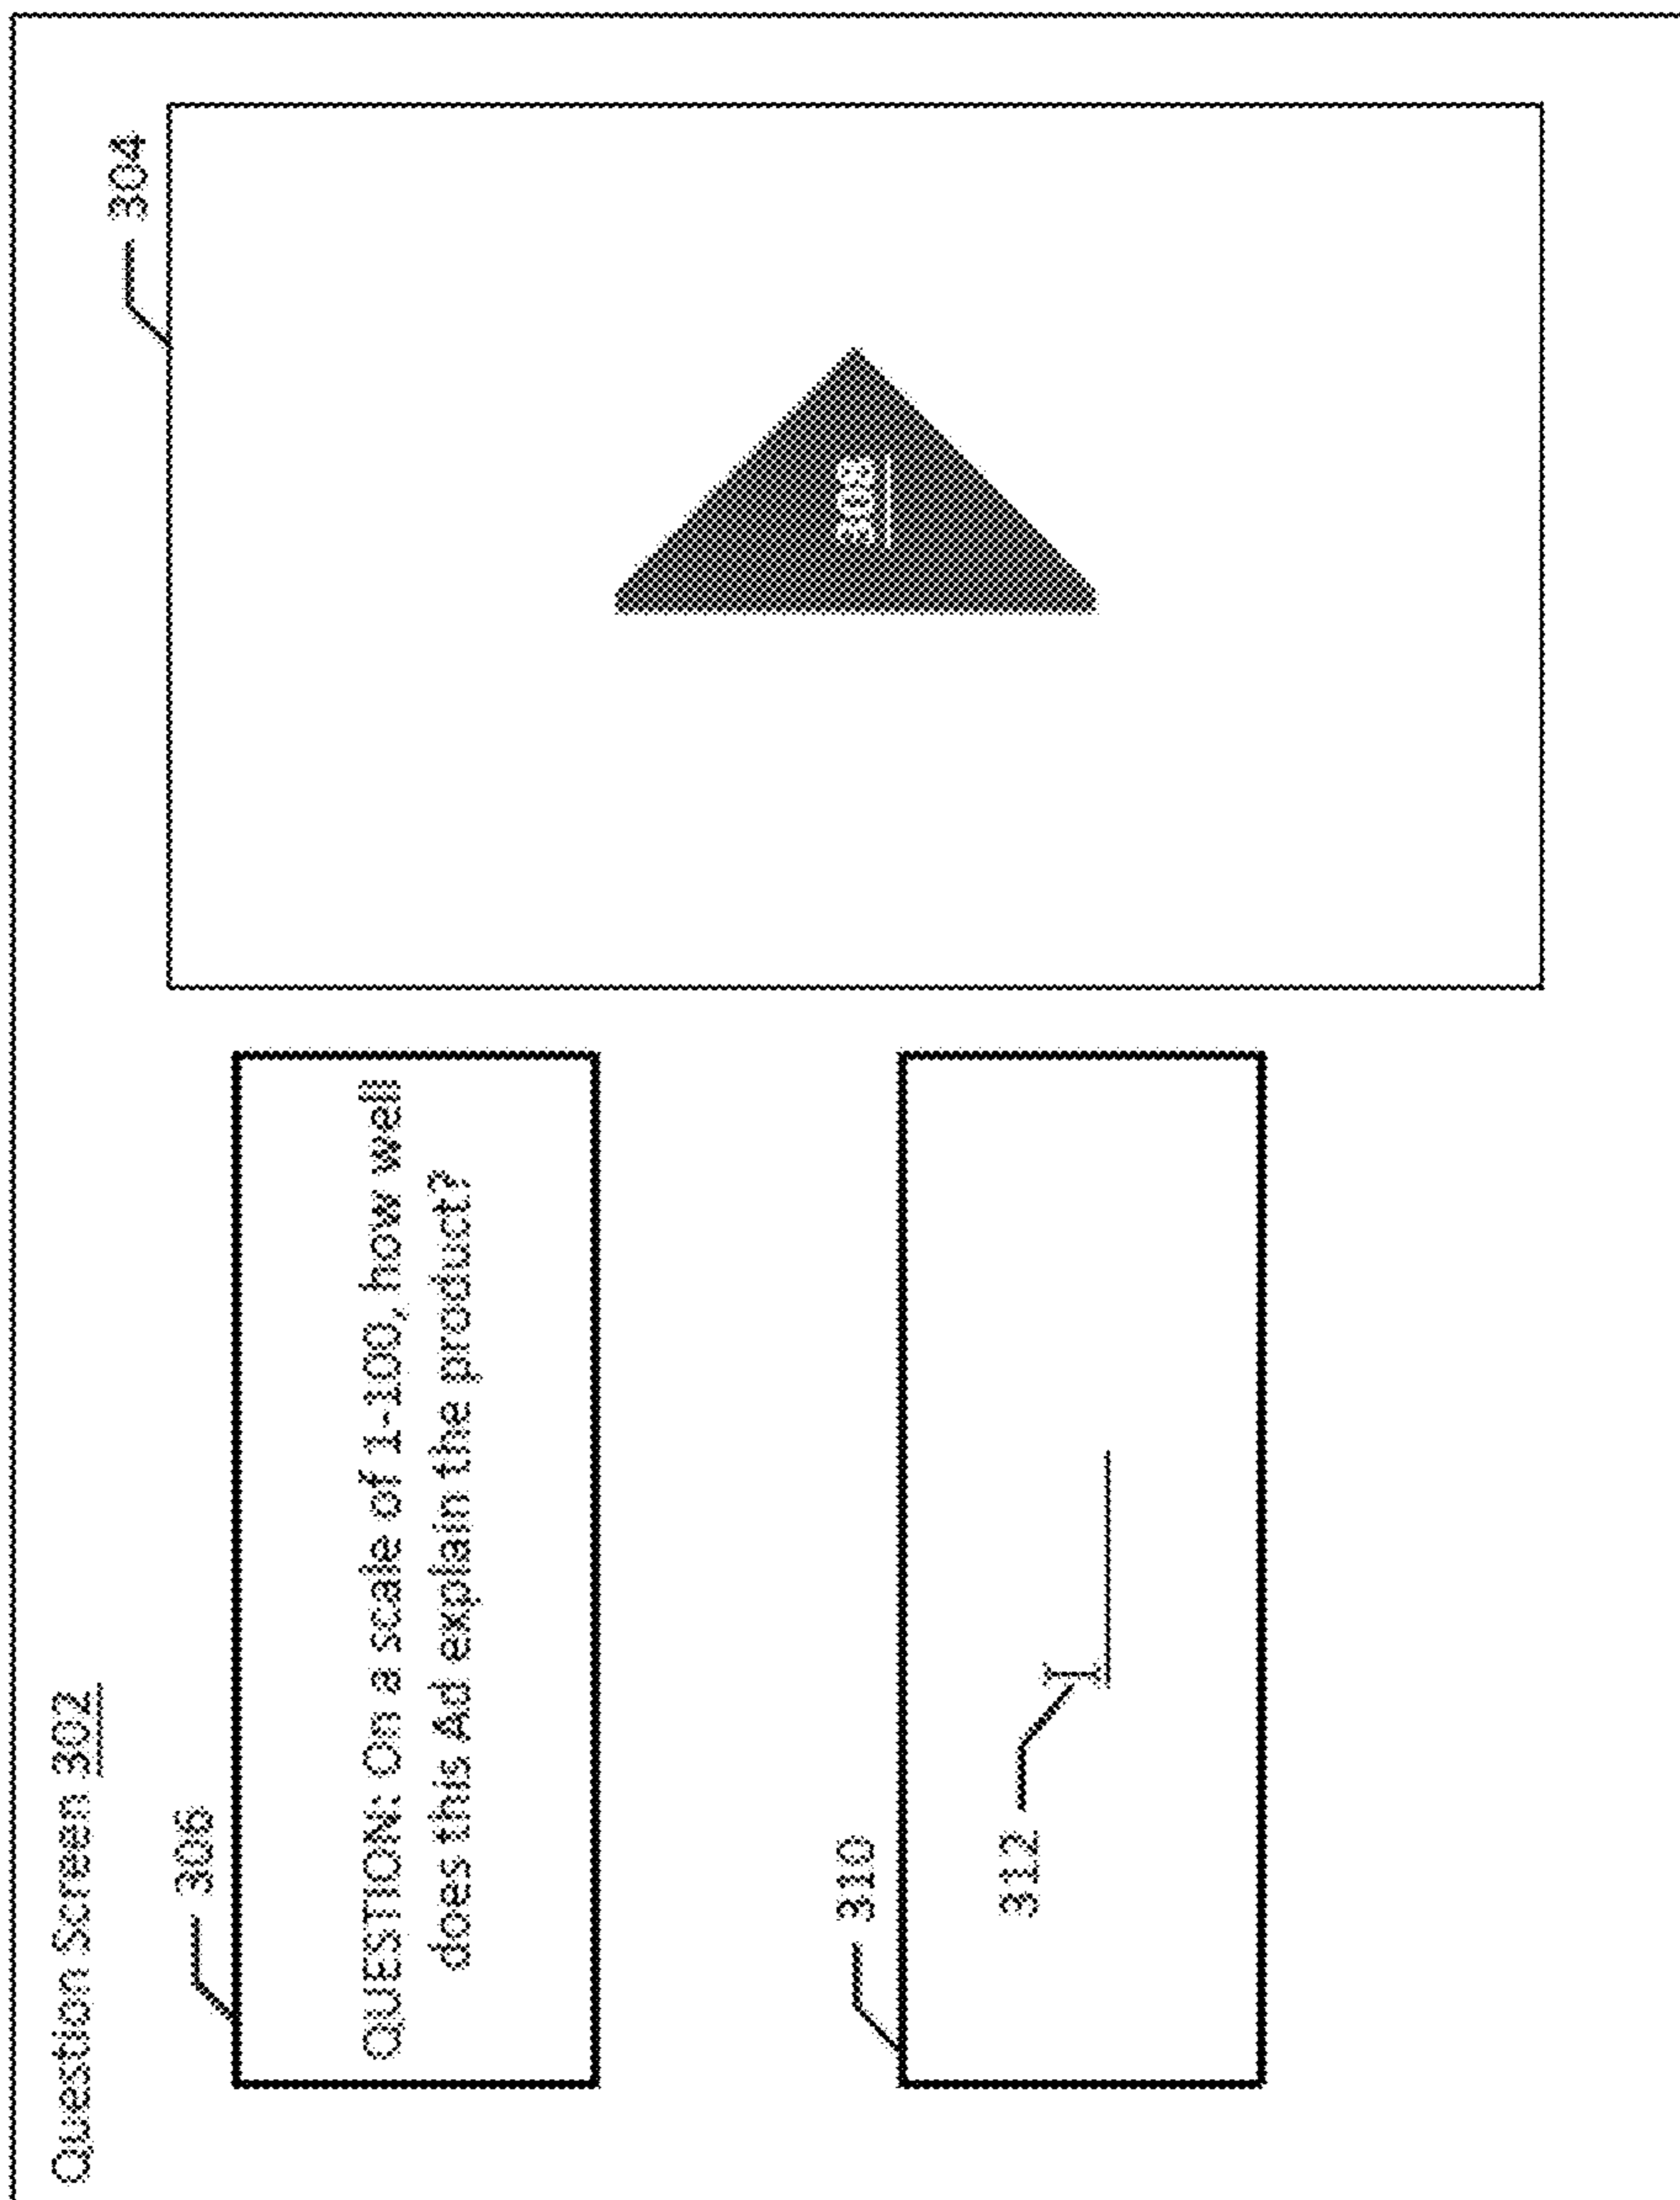 Question Screen 302
304
306
QUESTION: On a scale of 1-100, how well
does this Ad explain the product?
308
310
312